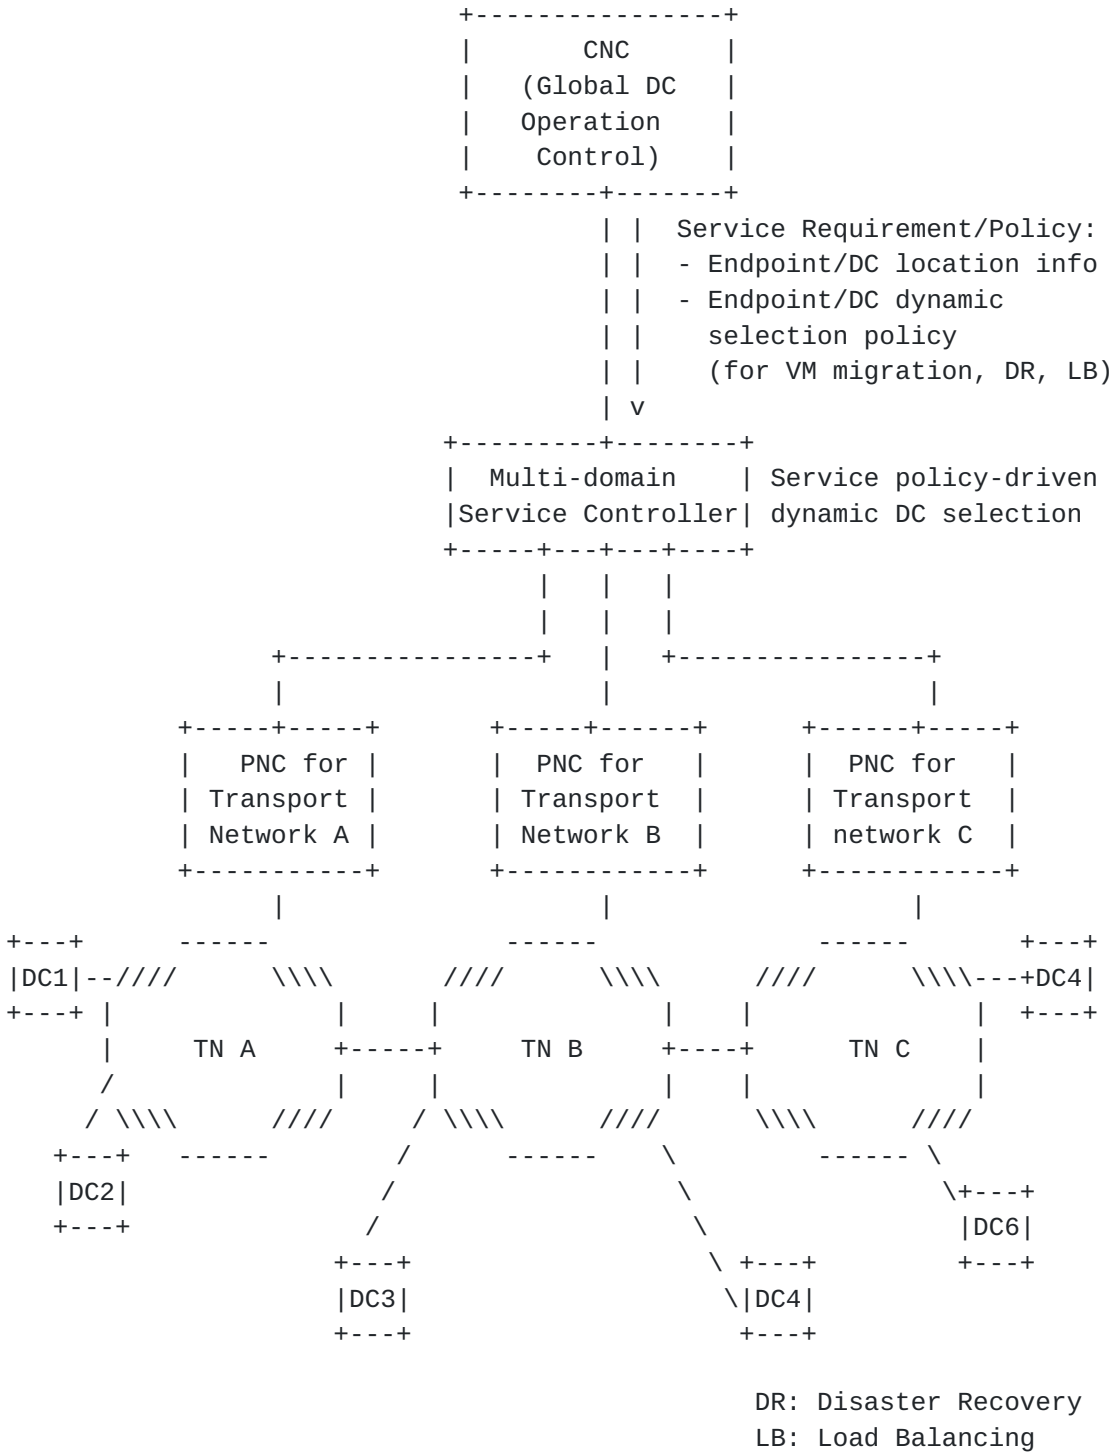 CNC
(Global DC
Operation
Control)
Service Requirement/Policy:
- Endpoint/DC location info
- Endpoint/DC dynamic
selection policy
(for VM migration, DR, LB)
v
Multi-domain
Service Controller
Service policy-driven
dynamic DC selection
PNC for
Transport
Network A
PNC for
Transport
Network B
PNC for
Transport
network C
DC1
DC4
TN A
TN B
TN C
DC2
DC6
DC3
DC4
DR: Disaster Recovery
LB: Load Balancing